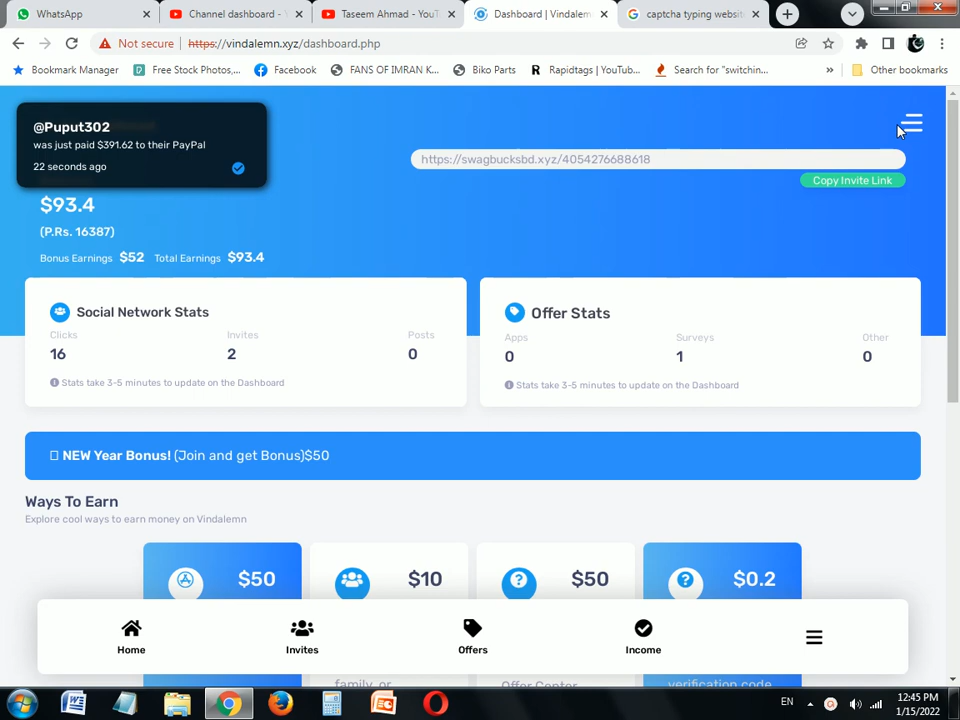 WhatsApp
Channel dashboard - Y
Taseem Ahmad - YouT
Dashboard | Vindalem
captcha typing websit
Not secure
https://vindalemn.xyz/dashboard.php
Bookmark Manager
Free Stock Photos,...
Facebook
FANS OF IMRAN K...
Biko Parts
Rapidtags | YouTub...
Search for "switchin...
»
Other bookmarks
@Puput302
was just paid $391.62 to their PayPal
22 seconds ago
https://swagbucksbd.xyz/4054276688618
Copy Invite Link
$93.4
(P.Rs. 16387)
Bonus Earnings $52 Total Earnings $93.4
Social Network Stats
Clicks Invites Posts
16 2 0
Stats take 3-5 minutes to update on the Dashboard
Offer Stats
Apps Surveys Other
0 1 0
Stats take 3-5 minutes to update on the Dashboard
NEW Year Bonus! (Join and get Bonus)$50
Ways To Earn
Explore cool ways to earn money on Vindalemn
$50 $10 $50 $0.2
Home Invites Offers Income
family, or
Offer Center
verification code
EN
12:45 PM
1/15/2022